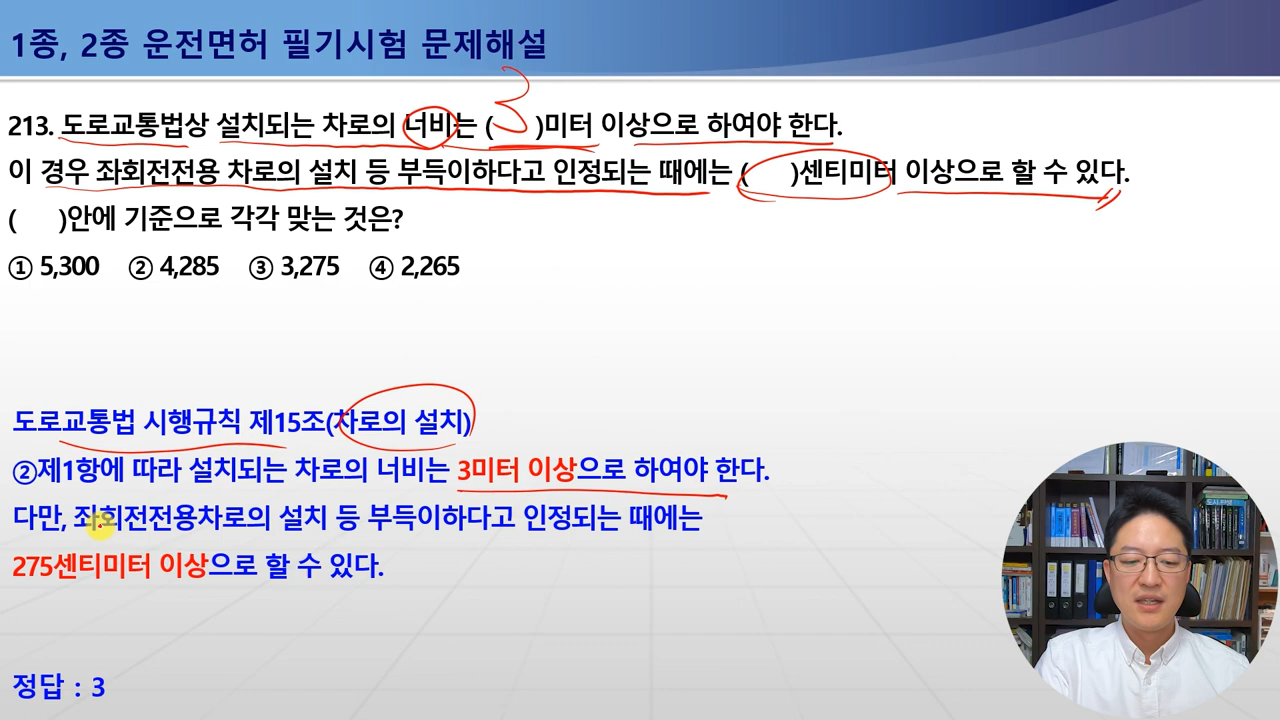 1종, 2종 운전면허 필기시험 문제해설
213. 도로교통법상 설치되는 차로의 너비는 ( 3 )미터 이상으로 하여야 한다.
이 경우 좌회전전용 차로의 설치 등 부득이하다고 인정되는 때에는 ( )센티미터 이상으로 할 수 있다.
( )안에 기준으로 각각 맞는 것은?
① 5,300 ② 4,285 ③ 3,275 ④ 2,265
도로교통법 시행규칙 제15조(차로의 설치)
②제1항에 따라 설치되는 차로의 너비는 3미터 이상으로 하여야 한다.
다만, 좌회전전용차로의 설치 등 부득이하다고 인정되는 때에는
275센티미터 이상으로 할 수 있다.
정답 : 3